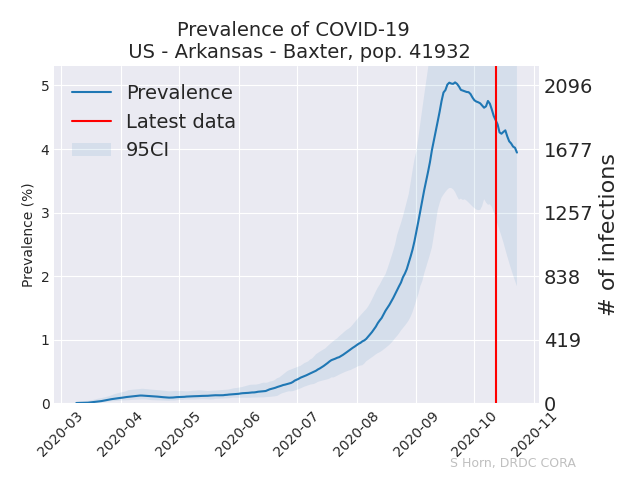 Prevalence of COVID-19
US - Arkansas - Baxter, pop. 41932
Prevalence
Latest data
95CI
Prevalence (%)
5
4
3
2
1
0
2096
1677
1257
838
419
0
# of infections
2020-03
2020-04
2020-05
2020-06
2020-07
2020-08
2020-09
2020-10
2020-11
S Horn, DRDC CORA